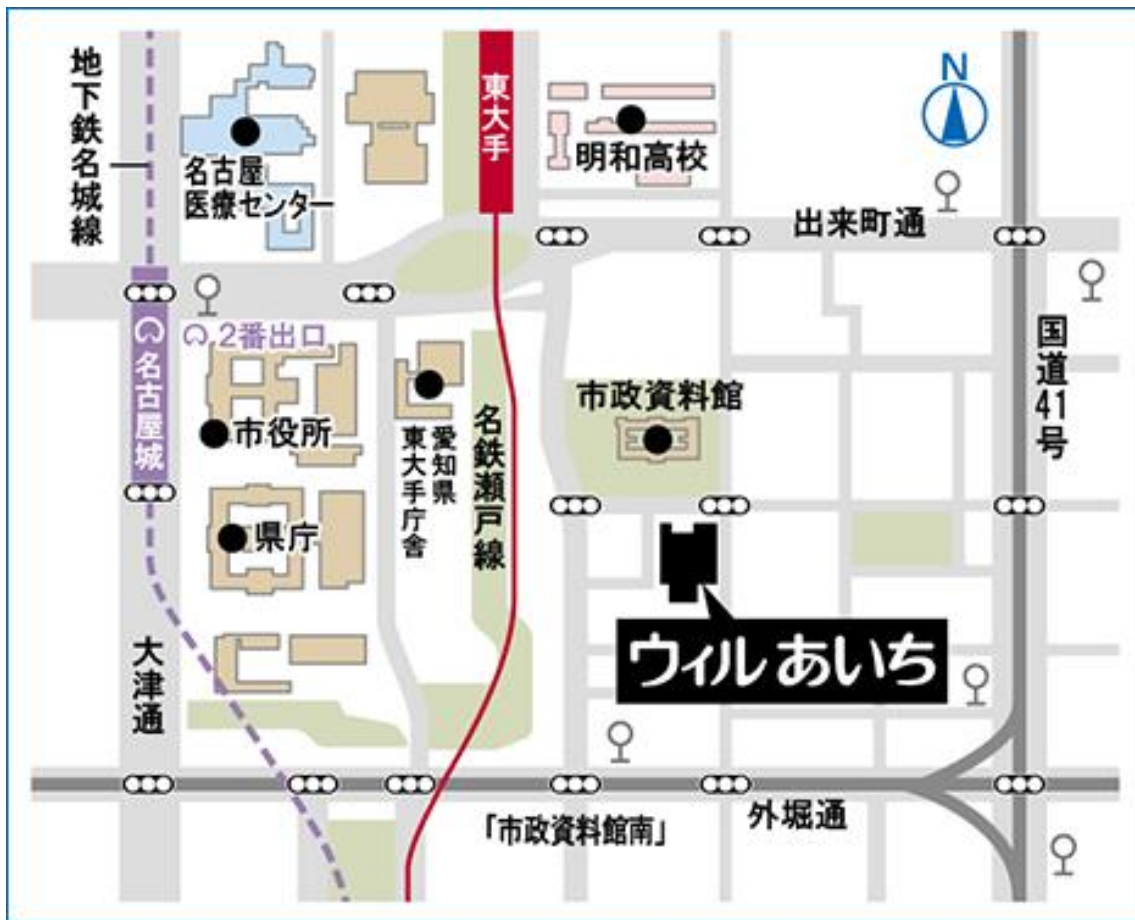 地下鉄名城線
名古屋
医療センター
東大手
明和高校
N
出来町通
2番出口
名古屋城
市役所
愛知県
東大手庁舎
名鉄瀬戸線
市政資料館
国道41号
県庁
ウィルあいち
大津通
外堀通
「市政資料館南」